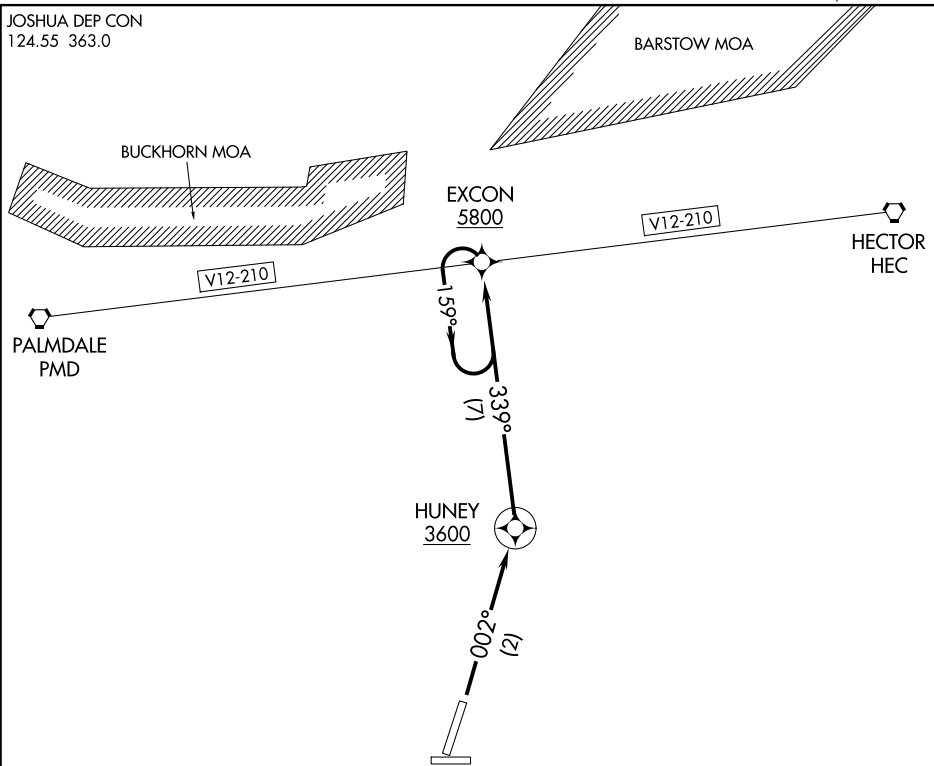 JOSHUA DEP CON
124.55 363.0
BARSTOW MOA
BUCKHORN MOA
EXCON
5800
V12-210
HECTOR
HEC
V12-210
PALMDALE
PMD
159°
339°
(7)
HUNEY
3600
002°
(2)